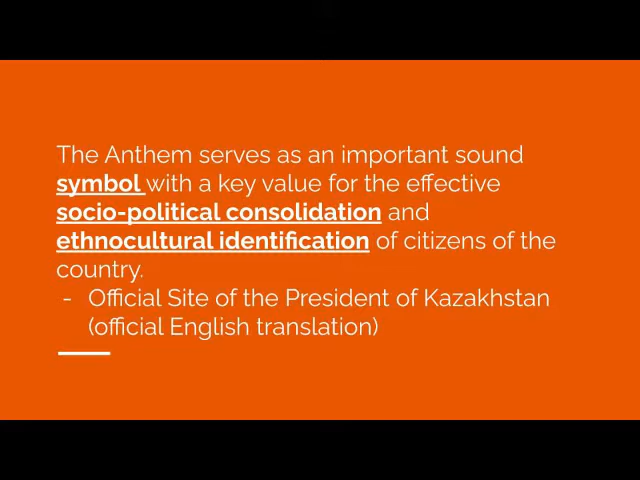 The Anthem serves as an important sound
symbol with a key value for the effective
socio-political consolidation and
ethnocultural identification of citizens of the
country.
- Official Site of the President of Kazakhstan
(official English translation)